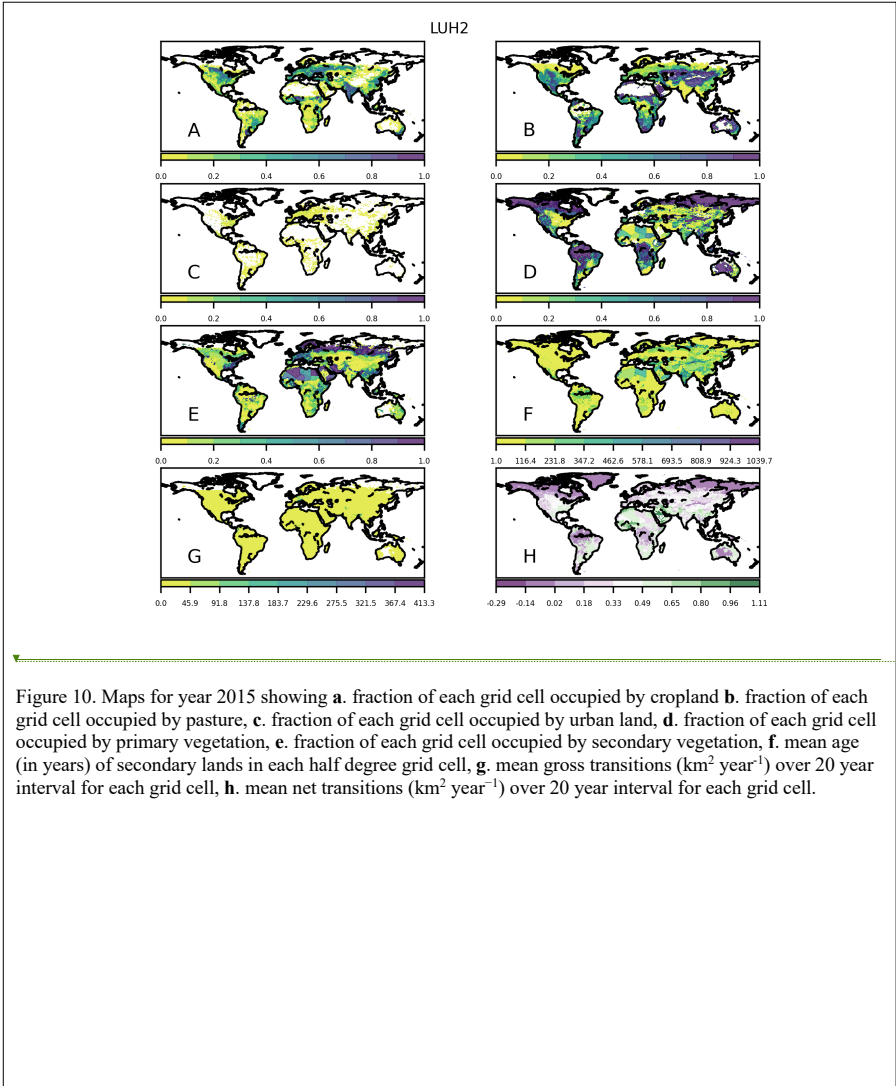 LUH2
A
B
0.2 0.4 0.6 0.8 1.0
0.2 0.4 0.6 0.8 1.0
C
D
0.2 0.4 0.6 0.8 1.0
0.2 0.4 0.6 0.8 1.0
E
F
0.2 0.4 0.6 0.8 1.0
1.0 116.4 231.8 347.2 462.6 578.1 693.5 808.9 924.3 1039.7
G
H
0.0 45.9 91.8 137.8 183.7 229.6 275.5 321.5 367.4 413.3
-0.29 -0.14 0.02 0.18 0.33 0.49 0.65 0.80 0.96 1.11
Figure 10. Maps for year 2015 showing a. fraction of each grid cell occupied by cropland b. fraction of each
grid cell occupied by pasture, c. fraction of each grid cell occupied by urban land, d. fraction of each grid cell
occupied by primary vegetation, e. fraction of each grid cell occupied by secondary vegetation, f. mean age
(in years) of secondary lands in each half degree grid cell, g. mean gross transitions (km² year⁻¹) over 20 year
interval for each grid cell, h. mean net transitions (km² year⁻¹) over 20 year interval for each grid cell.